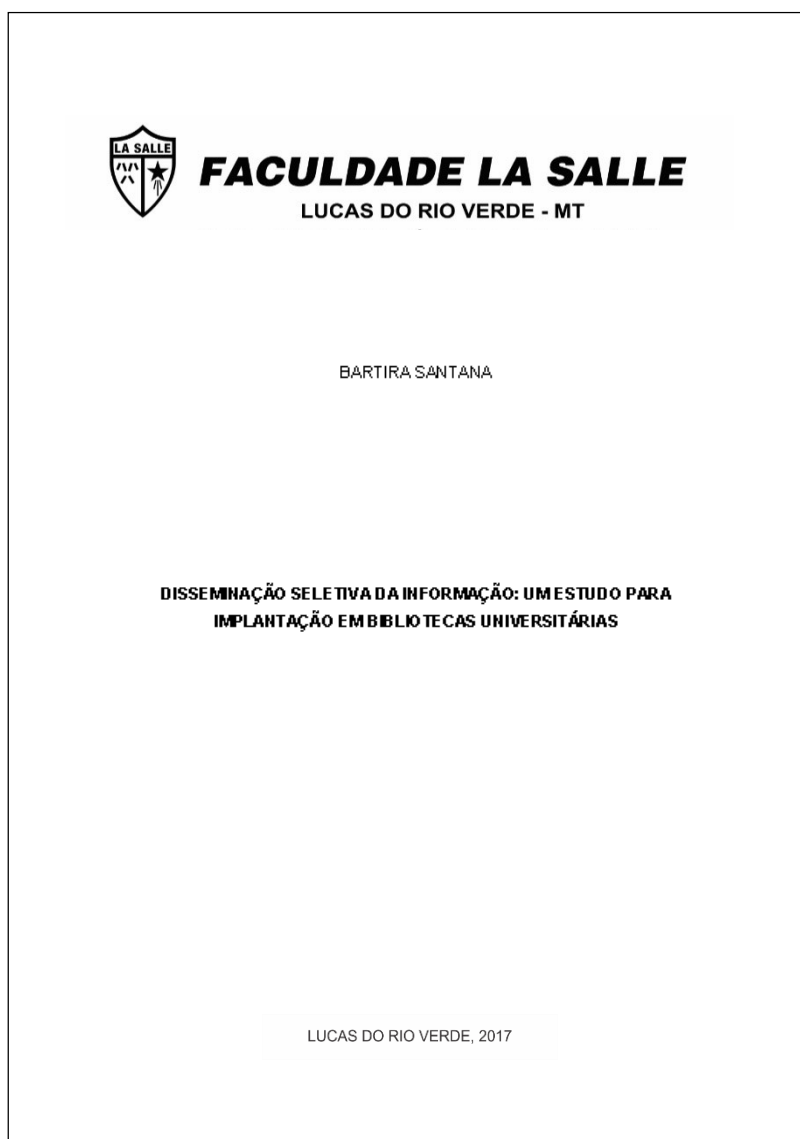 LA SALLE
FACULDADE LA SALLE
LUCAS DO RIO VERDE - MT
BARTIRA SANTANA
DISSEMINAÇÃO SELETIVA DA INFORMAÇÃO: UM ESTUDO PARA
IMPLANTAÇÃO EM BIBLIOTECAS UNIVERSITÁRIAS
LUCAS DO RIO VERDE, 2017